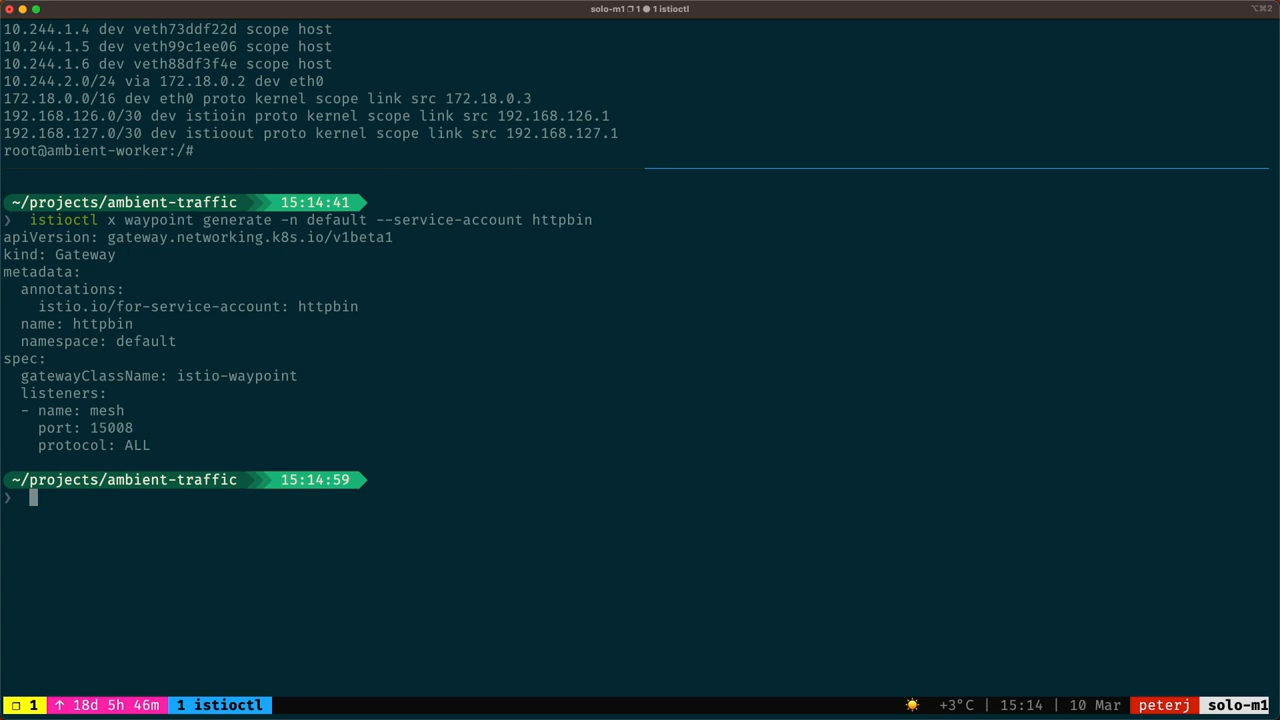 solo-m1 ❐ 1 ● 1 istioctl
⌥⌘2
10.244.1.4 dev veth73ddf22d scope host
10.244.1.5 dev veth99c1ee06 scope host
10.244.1.6 dev veth88df3f4e scope host
10.244.2.0/24 via 172.18.0.2 dev eth0
172.18.0.0/16 dev eth0 proto kernel scope link src 172.18.0.3
192.168.126.0/30 dev istioin proto kernel scope link src 192.168.126.1
192.168.127.0/30 dev istioout proto kernel scope link src 192.168.127.1
root@ambient-worker:/#
~/projects/ambient-traffic 15:14:41
❯ istioctl x waypoint generate -n default --service-account httpbin
apiVersion: gateway.networking.k8s.io/v1beta1
kind: Gateway
metadata:
  annotations:
    istio.io/for-service-account: httpbin
  name: httpbin
  namespace: default
spec:
  gatewayClassName: istio-waypoint
  listeners:
  - name: mesh
    port: 15008
    protocol: ALL
~/projects/ambient-traffic 15:14:59
❯
❐ 1 ↑ 18d 5h 46m 1 istioctl ☀ +3°C | 15:14 | 10 Mar peterj solo-m1